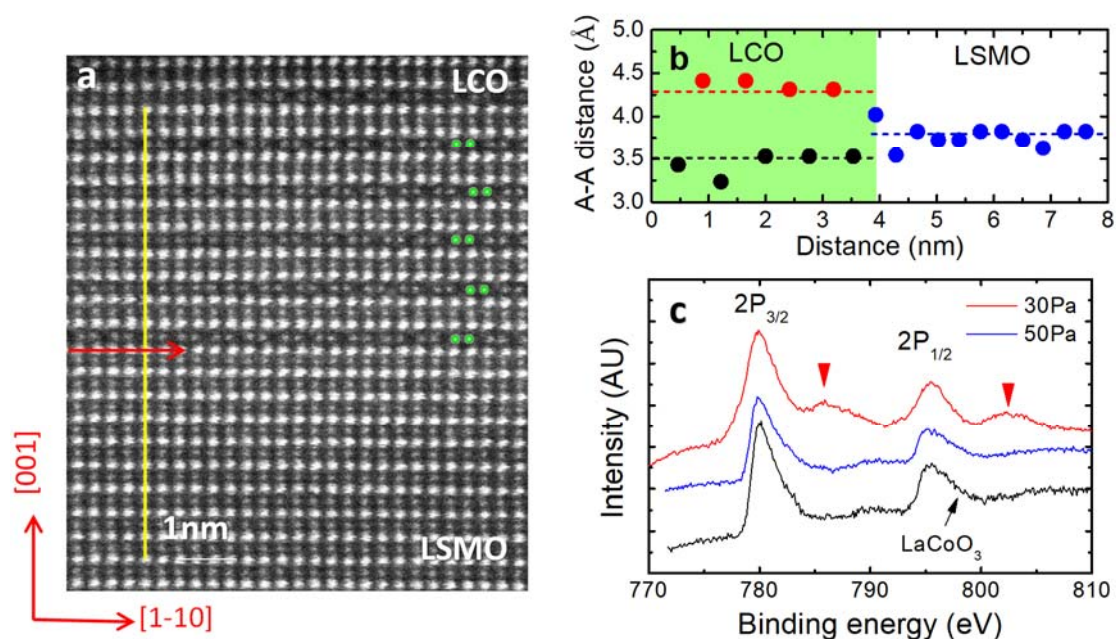 a
LCO
[001]
1nm
LSMO
[1-10]
b
LCO
LSMO
A-A distance (Å)
5.0
4.5
4.0
3.5
3.0
0 1 2 3 4 5 6 7 8
Distance (nm)
c
2P3/2
2P1/2
30Pa
50Pa
Intensity (AU)
LaCoO3
770 780 790 800 810
Binding energy (eV)